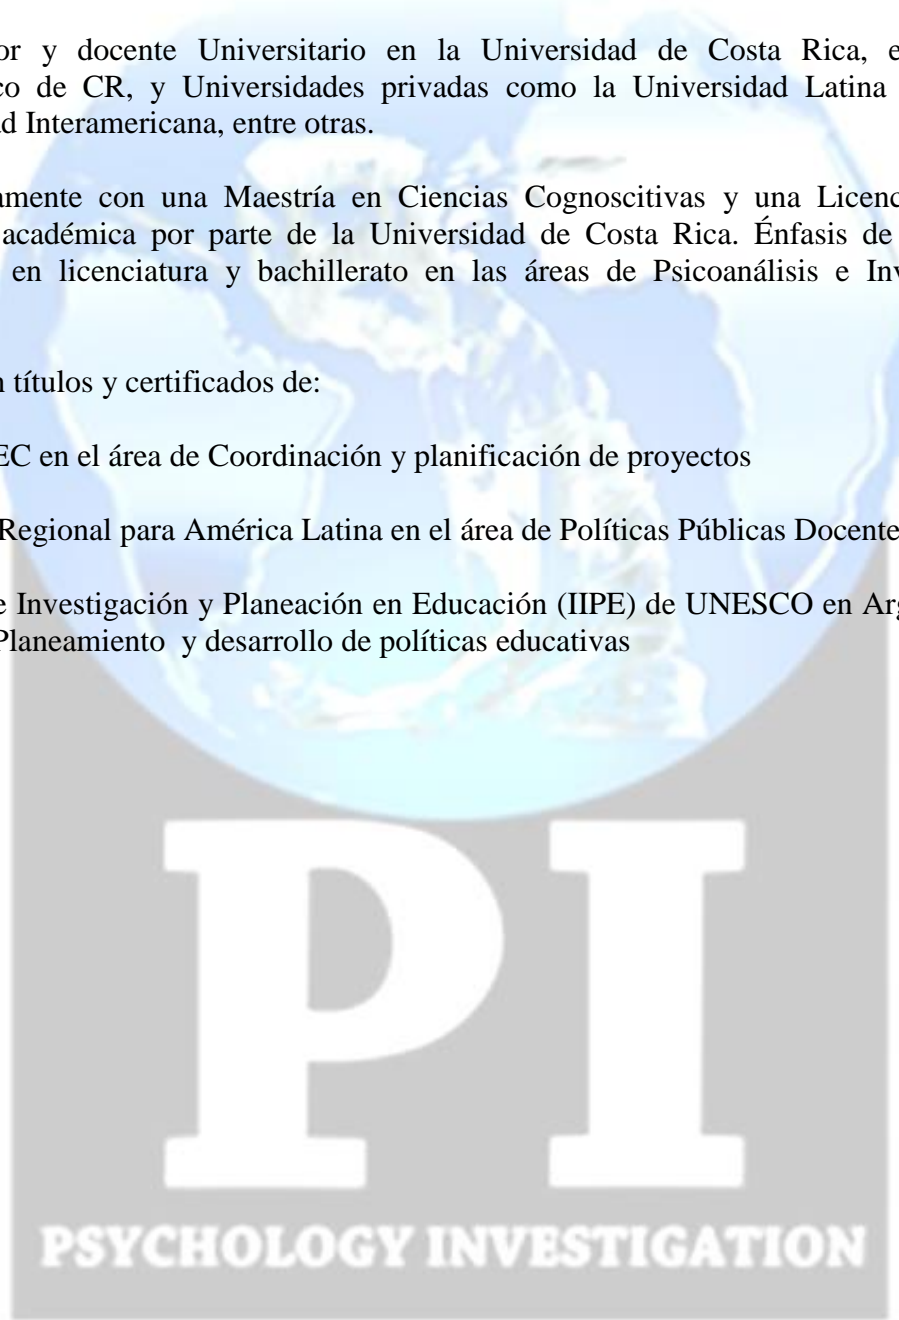 or y docente Universitario en la Universidad de Costa Rica, e
co de CR, y Universidades privadas como la Universidad Latina
ad Interamericana, entre otras.
amente con una Maestría en Ciencias Cognoscitivas y una Licenc
académica por parte de la Universidad de Costa Rica. Énfasis de
en licenciatura y bachillerato en las áreas de Psicoanálisis e Inv
n títulos y certificados de:
EC en el área de Coordinación y planificación de proyectos
Regional para América Latina en el área de Políticas Públicas Docente
e Investigación y Planeación en Educación (IIPE) de UNESCO en Arg
Planeamiento y desarrollo de políticas educativas
PI
PSYCHOLOGY INVESTIGATION